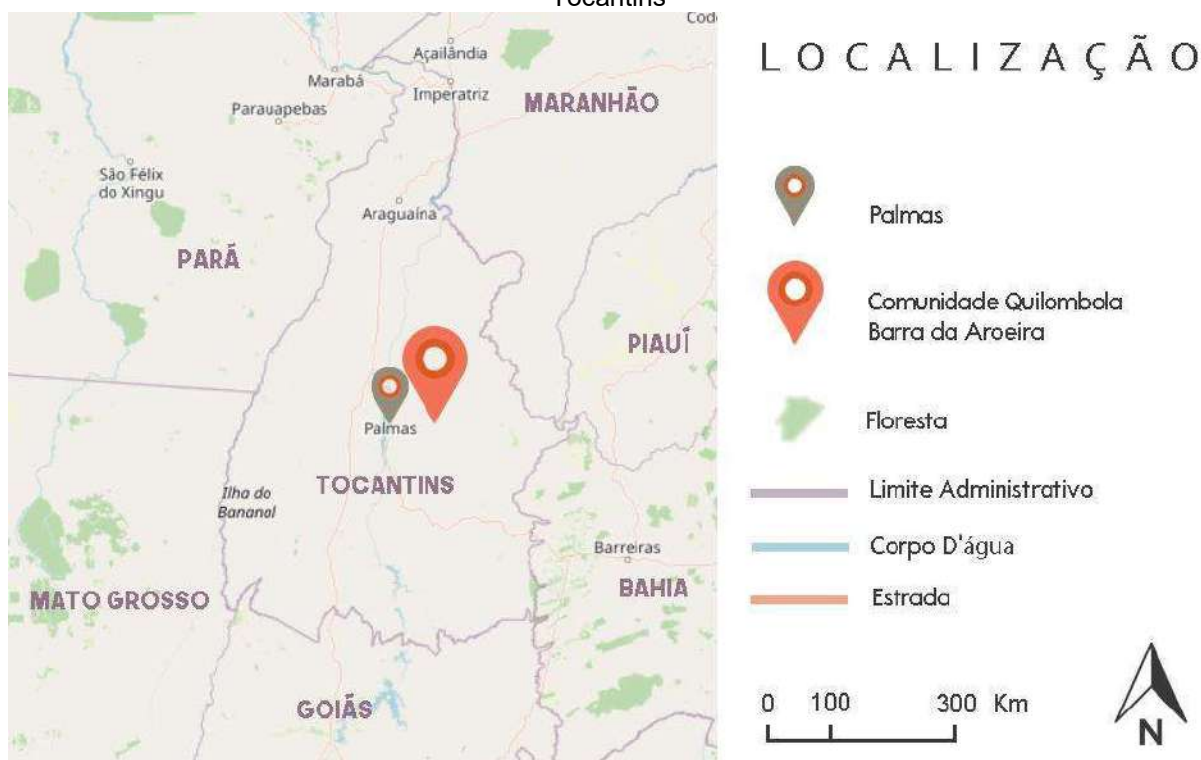 Tocantins
Açailândia
Marabá
Imperatriz
MARANHÃO
Parauapebas
São Félix
do Xingu
Araguaína
PARÁ
PIAUÍ
Palmas
TOCANTINS
Ilha do
Bananal
Barreiras
BAHIA
MATO GROSSO
GOIÁS
LOCALIZAÇÃO
Palmas
Comunidade Quilombola
Barra da Aroeira
Floresta
Limite Administrativo
Corpo D'água
Estrada
0 100 300 Km
N